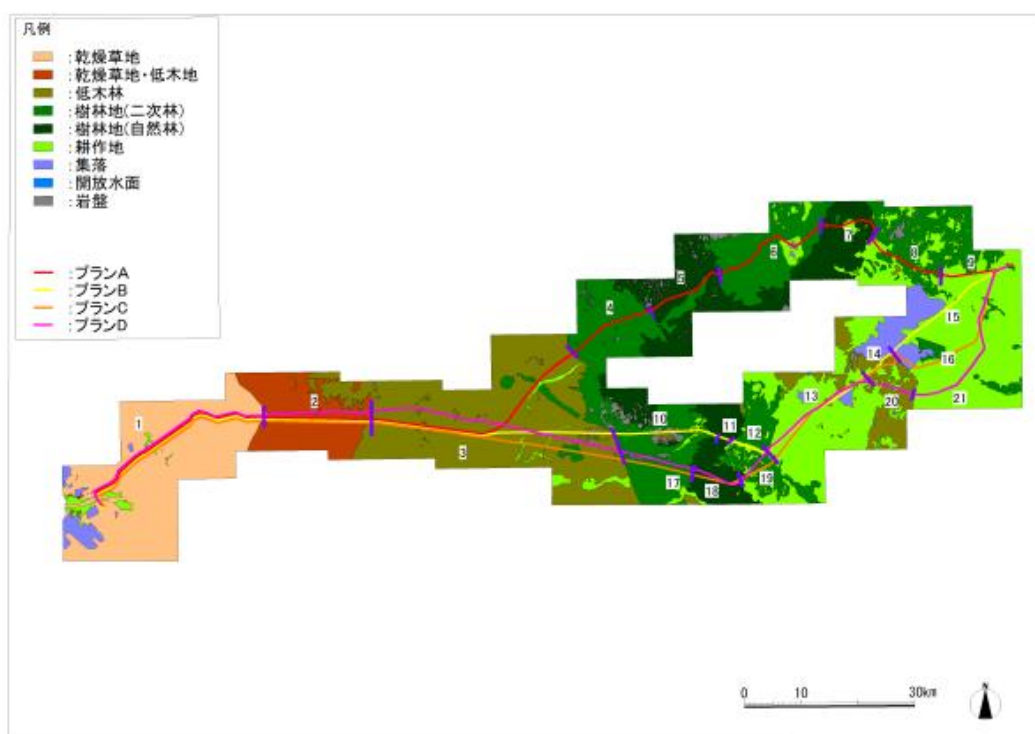 凡例
:乾燥草地
:乾燥草地・低木地
:低木林
:樹林地(二次林)
:樹林地(自然林)
:耕作地
:集落
:開放水面
:岩盤
:プランA
:プランB
:プランC
:プランD
1
2
3
4
5
6
7
8
9
10
11
12
13
14
15
16
17
18
19
20
21
0 10 30km
N